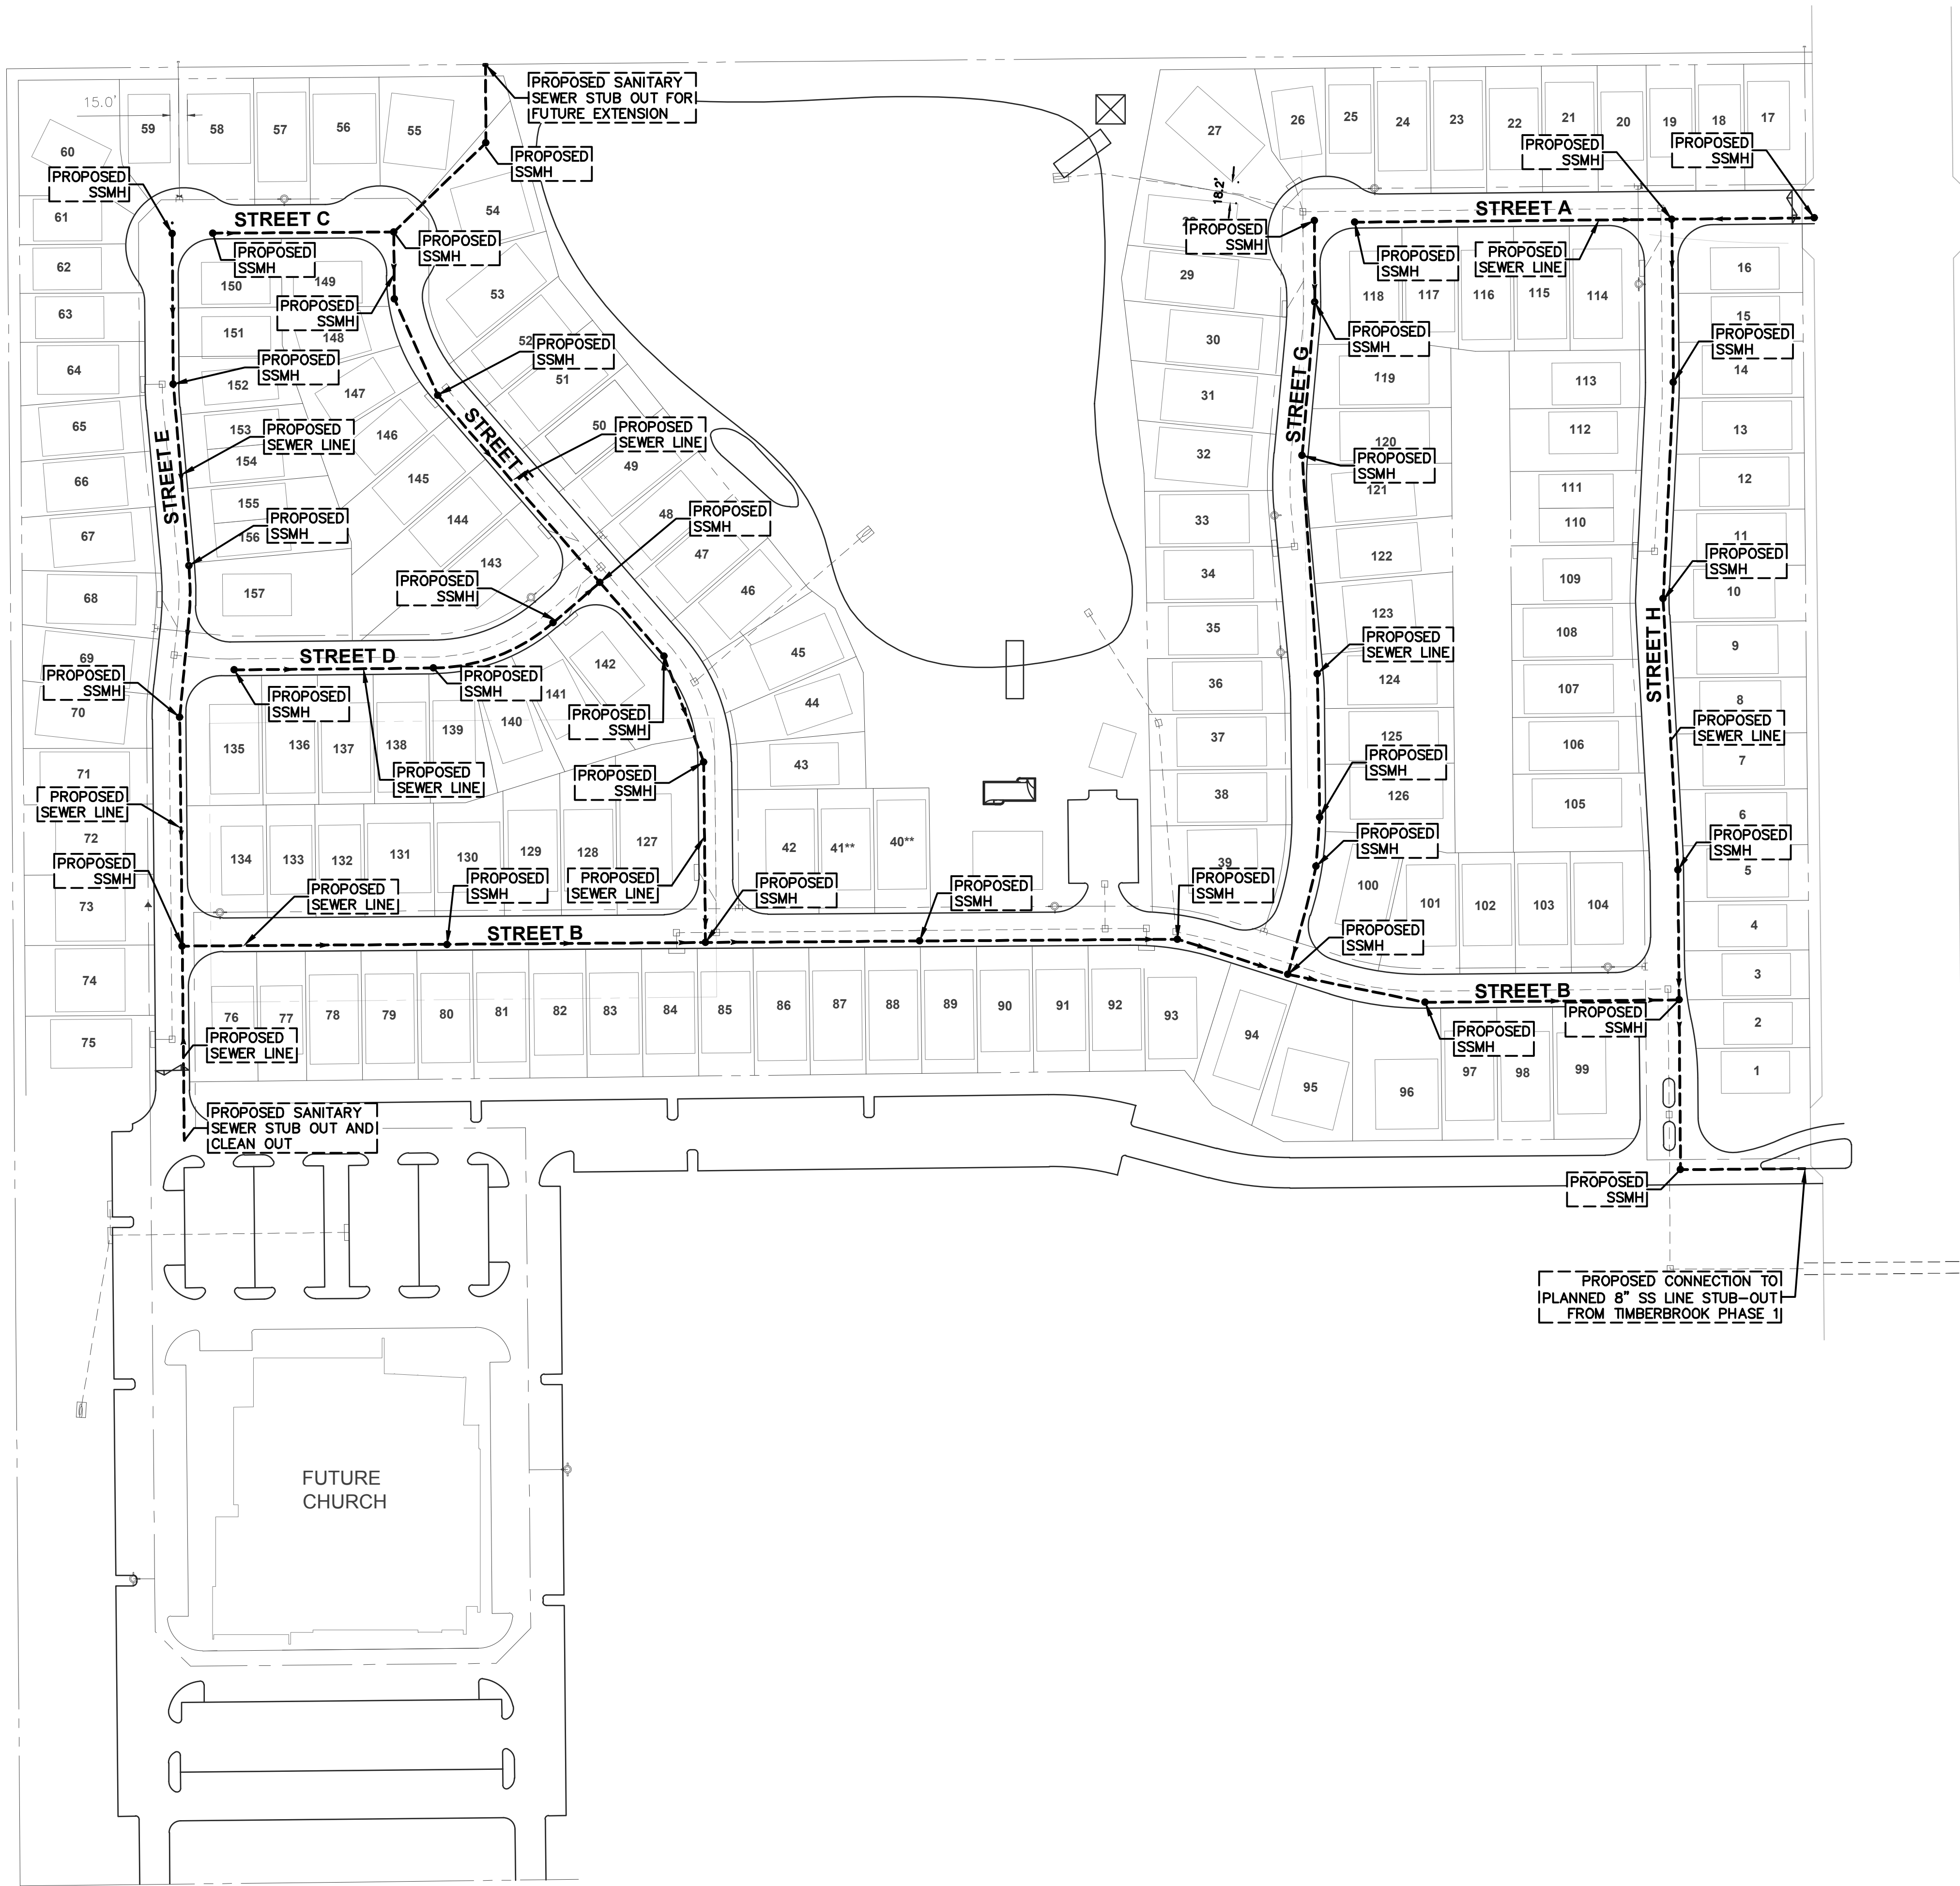 PROPOSED SANITARY
SEWER STUB OUT FOR
FUTURE EXTENSION
15.0'
59
58
57
56
55
60
PROPOSED
SSMH
PROPOSED
SSMH
61
STREET C
54
PROPOSED
SSMH
PROPOSED
SSMH
62
150
149
53
63
PROPOSED
SSMH
151
148
52
PROPOSED
SSMH
64
PROPOSED
SSMH
152
147
51
65
153
PROPOSED
SEWER LINE
146
STREET F
50
PROPOSED
SEWER LINE
154
145
49
66
STREET E
155
144
48
PROPOSED
SSMH
67
156
PROPOSED
SSMH
143
47
68
157
PROPOSED
SSMH
46
69
STREET D
142
45
PROPOSED
SSMH
PROPOSED
SSMH
PROPOSED
SSMH
141
44
70
135
136
137
138
139
140
PROPOSED
SSMH
43
71
PROPOSED
SEWER LINE
PROPOSED
SSMH
PROPOSED
SEWER LINE
72
134
133
132
131
130
129
128
127
42
41**
40**
PROPOSED
SSMH
PROPOSED
SEWER LINE
PROPOSED
SSMH
PROPOSED
SEWER LINE
PROPOSED
SSMH
PROPOSED
SSMH
73
STREET B
74
75
76
77
78
79
80
81
82
83
84
85
86
87
88
89
90
91
92
93
PROPOSED
SEWER LINE
PROPOSED SANITARY
SEWER STUB OUT AND
CLEAN OUT
27
26
25
24
23
22
21
20
19
18
17
PROPOSED
SSMH
PROPOSED
SSMH
18.2'
PROPOSED
SSMH
STREET A
PROPOSED
SSMH
PROPOSED
SEWER LINE
29
118
117
116
115
114
16
15
30
PROPOSED
SSMH
PROPOSED
SSMH
STREET G
119
113
14
31
120
112
13
32
PROPOSED
SSMH
121
111
12
33
110
11
122
PROPOSED
SSMH
34
109
10
35
123
108
9
PROPOSED
SEWER LINE
STREET H
36
124
107
8
37
125
106
PROPOSED
SEWER LINE
7
PROPOSED
SSMH
38
126
105
6
PROPOSED
SSMH
PROPOSED
SSMH
39
PROPOSED
SSMH
100
101
102
103
104
5
4
PROPOSED
SSMH
3
STREET B
PROPOSED
SSMH
PROPOSED
SSMH
2
94
95
96
97
98
99
1
PROPOSED
SSMH
PROPOSED CONNECTION TO
PLANNED 8" SS LINE STUB-OUT
FROM TIMBERBROOK PHASE 1
FUTURE
CHURCH